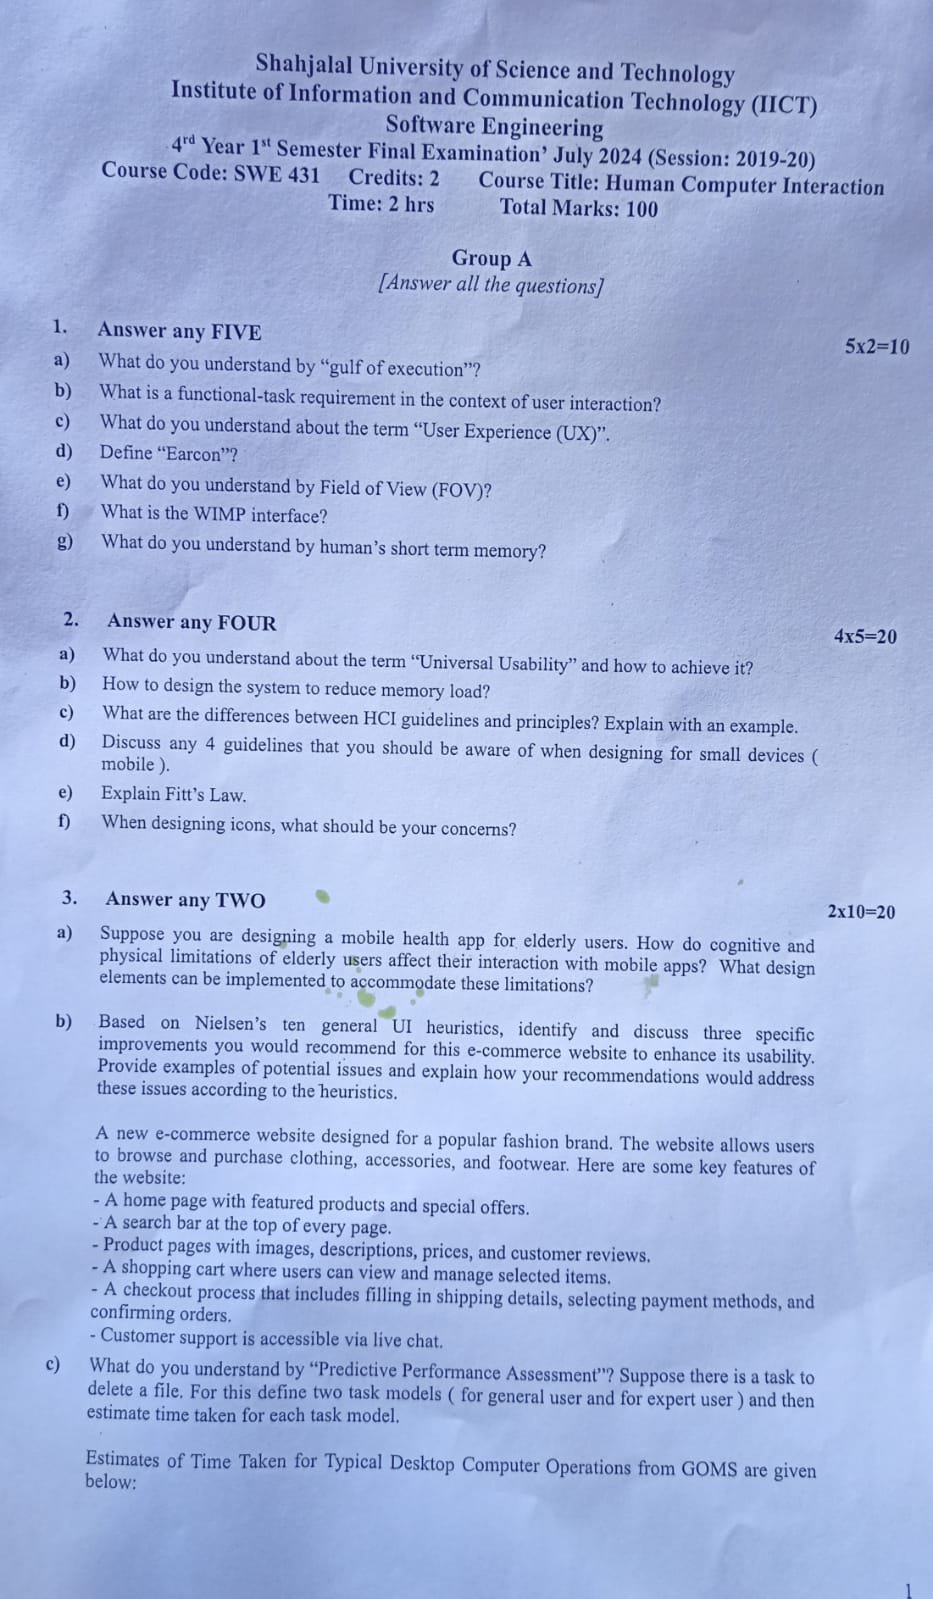 Shahjalal University of Science and Technology
Institute of Information and Communication Technology (IICT)
Software Engineering
4rd Year 1st Semester Final Examination’ July 2024 (Session: 2019-20)
Course Code: SWE 431 Credits: 2 Course Title: Human Computer Interaction
Time: 2 hrs Total Marks: 100
Group A
[Answer all the questions]
1. Answer any FIVE 5x2=10
a) What do you understand by “gulf of execution”?
b) What is a functional-task requirement in the context of user interaction?
c) What do you understand about the term “User Experience (UX)”.
d) Define “Earcon”?
e) What do you understand by Field of View (FOV)?
f) What is the WIMP interface?
g) What do you understand by human’s short term memory?
2. Answer any FOUR 4x5=20
a) What do you understand about the term “Universal Usability” and how to achieve it?
b) How to design the system to reduce memory load?
c) What are the differences between HCI guidelines and principles? Explain with an example.
d) Discuss any 4 guidelines that you should be aware of when designing for small devices (
mobile ).
e) Explain Fitt’s Law.
f) When designing icons, what should be your concerns?
3. Answer any TWO 2x10=20
a) Suppose you are designing a mobile health app for elderly users. How do cognitive and
physical limitations of elderly users affect their interaction with mobile apps? What design
elements can be implemented to accommodate these limitations?
b) Based on Nielsen’s ten general UI heuristics, identify and discuss three specific
improvements you would recommend for this e-commerce website to enhance its usability.
Provide examples of potential issues and explain how your recommendations would address
these issues according to the heuristics.
A new e-commerce website designed for a popular fashion brand. The website allows users
to browse and purchase clothing, accessories, and footwear. Here are some key features of
the website:
- A home page with featured products and special offers.
- A search bar at the top of every page.
- Product pages with images, descriptions, prices, and customer reviews.
- A shopping cart where users can view and manage selected items.
- A checkout process that includes filling in shipping details, selecting payment methods, and
confirming orders.
- Customer support is accessible via live chat.
c) What do you understand by “Predictive Performance Assessment”? Suppose there is a task to
delete a file. For this define two task models ( for general user and for expert user ) and then
estimate time taken for each task model.
Estimates of Time Taken for Typical Desktop Computer Operations from GOMS are given
below:
1